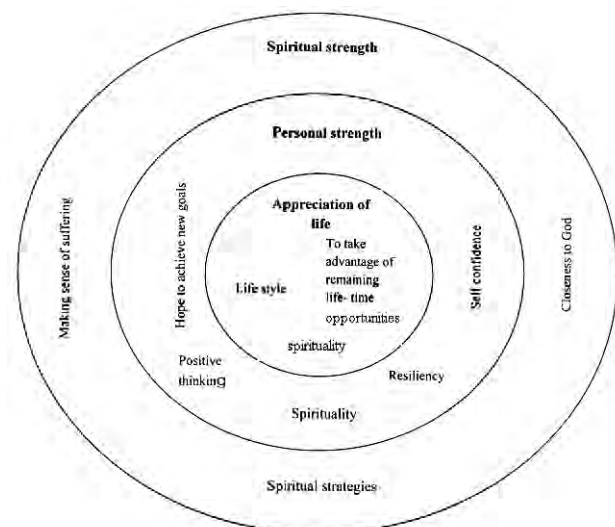 Spiritual strength
Personal strength
Appreciation of
life
To take
advantage of
remaining
life- time
opportunities
Life style
spirituality
Hope to achieve new goals
Self confidence
Positive
thinking
Resiliency
Spirituality
Making sense of suffering
Closeness to God
Spiritual strategies